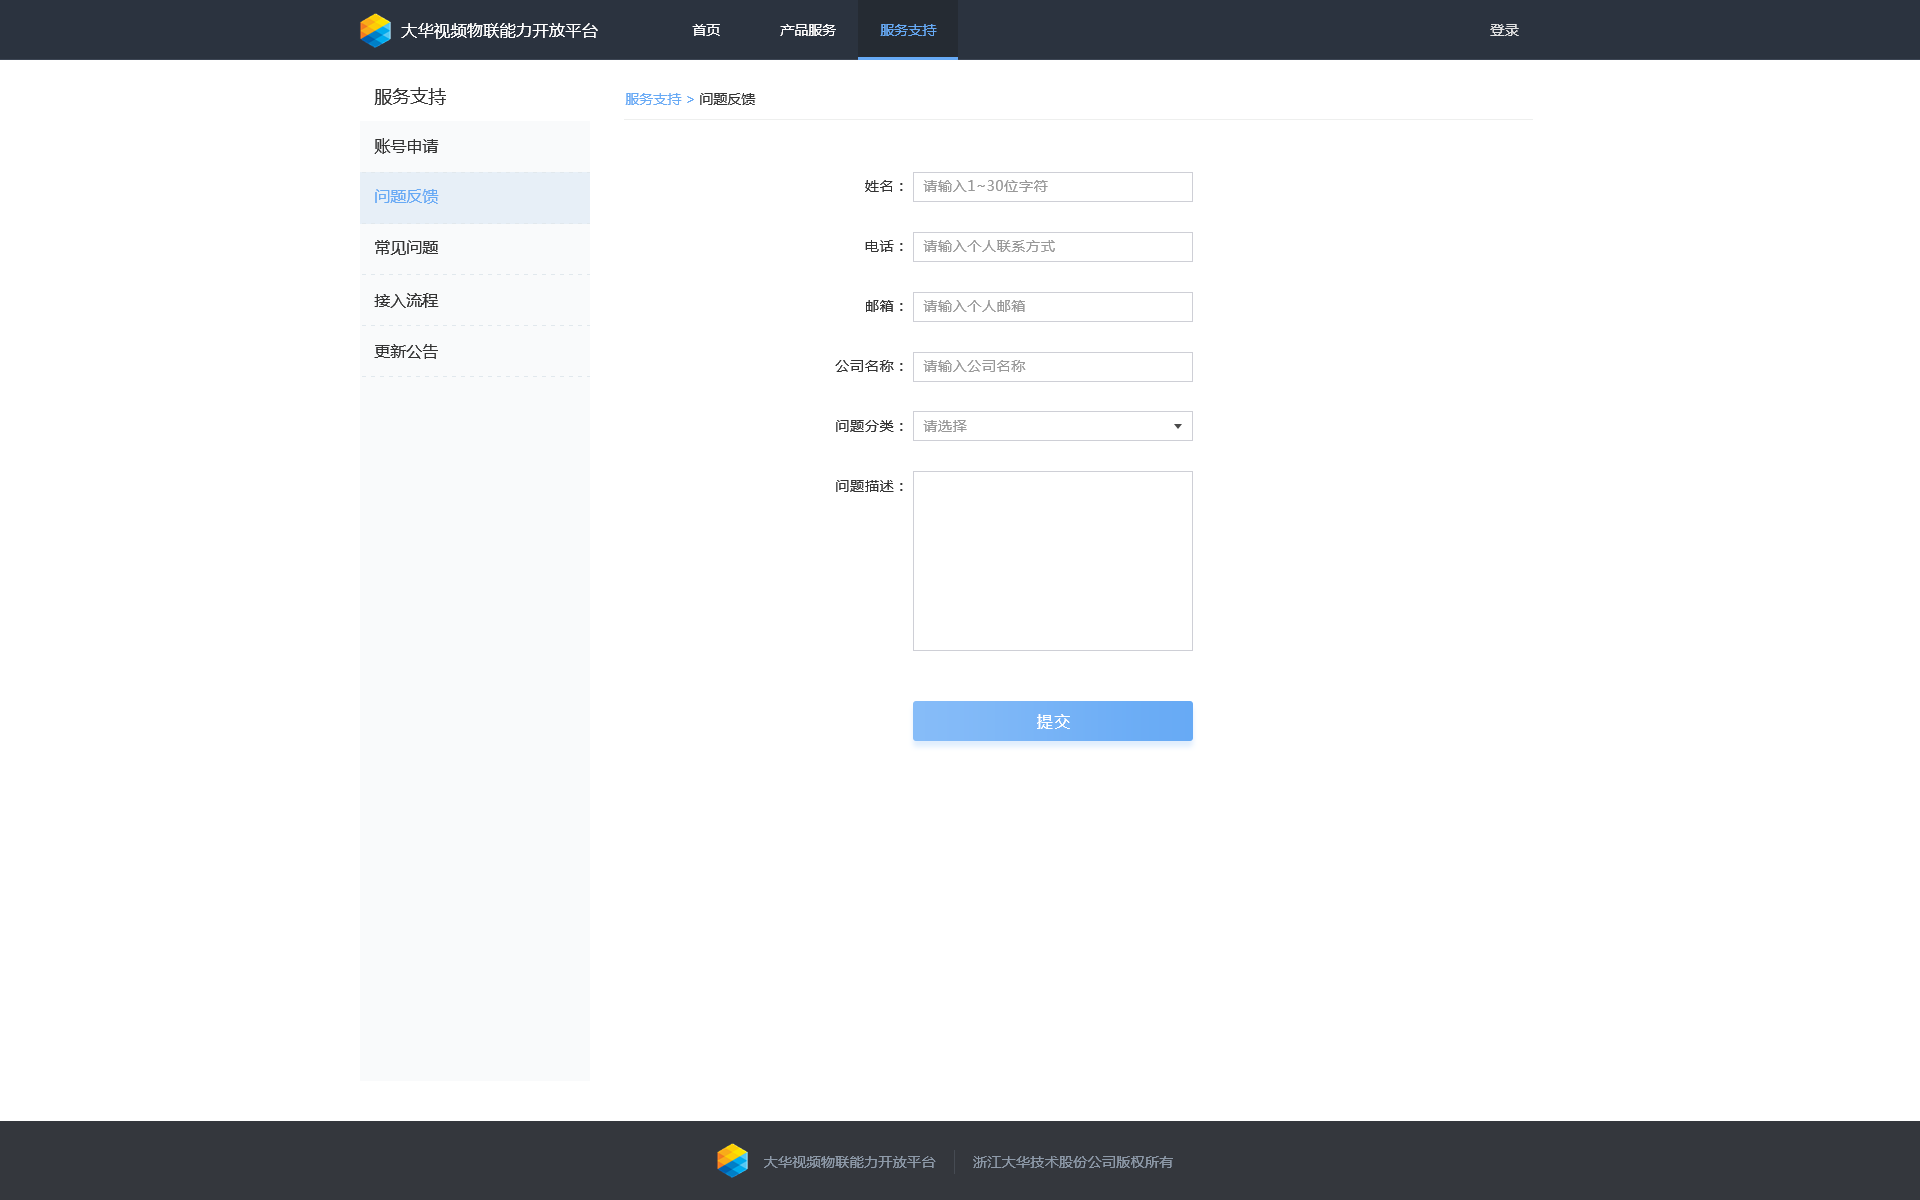 大华视频物联能力开放平台
首页
产品服务
服务支持
登录
服务支持
账号申请
问题反馈
常见问题
接入流程
更新公告
服务支持 > 问题反馈
姓名：
请输入1~30位字符
电话：
请输入个人联系方式
邮箱：
请输入个人邮箱
公司名称：
请输入公司名称
问题分类：
请选择
问题描述：
提交
大华视频物联能力开放平台
浙江大华技术股份公司版权所有